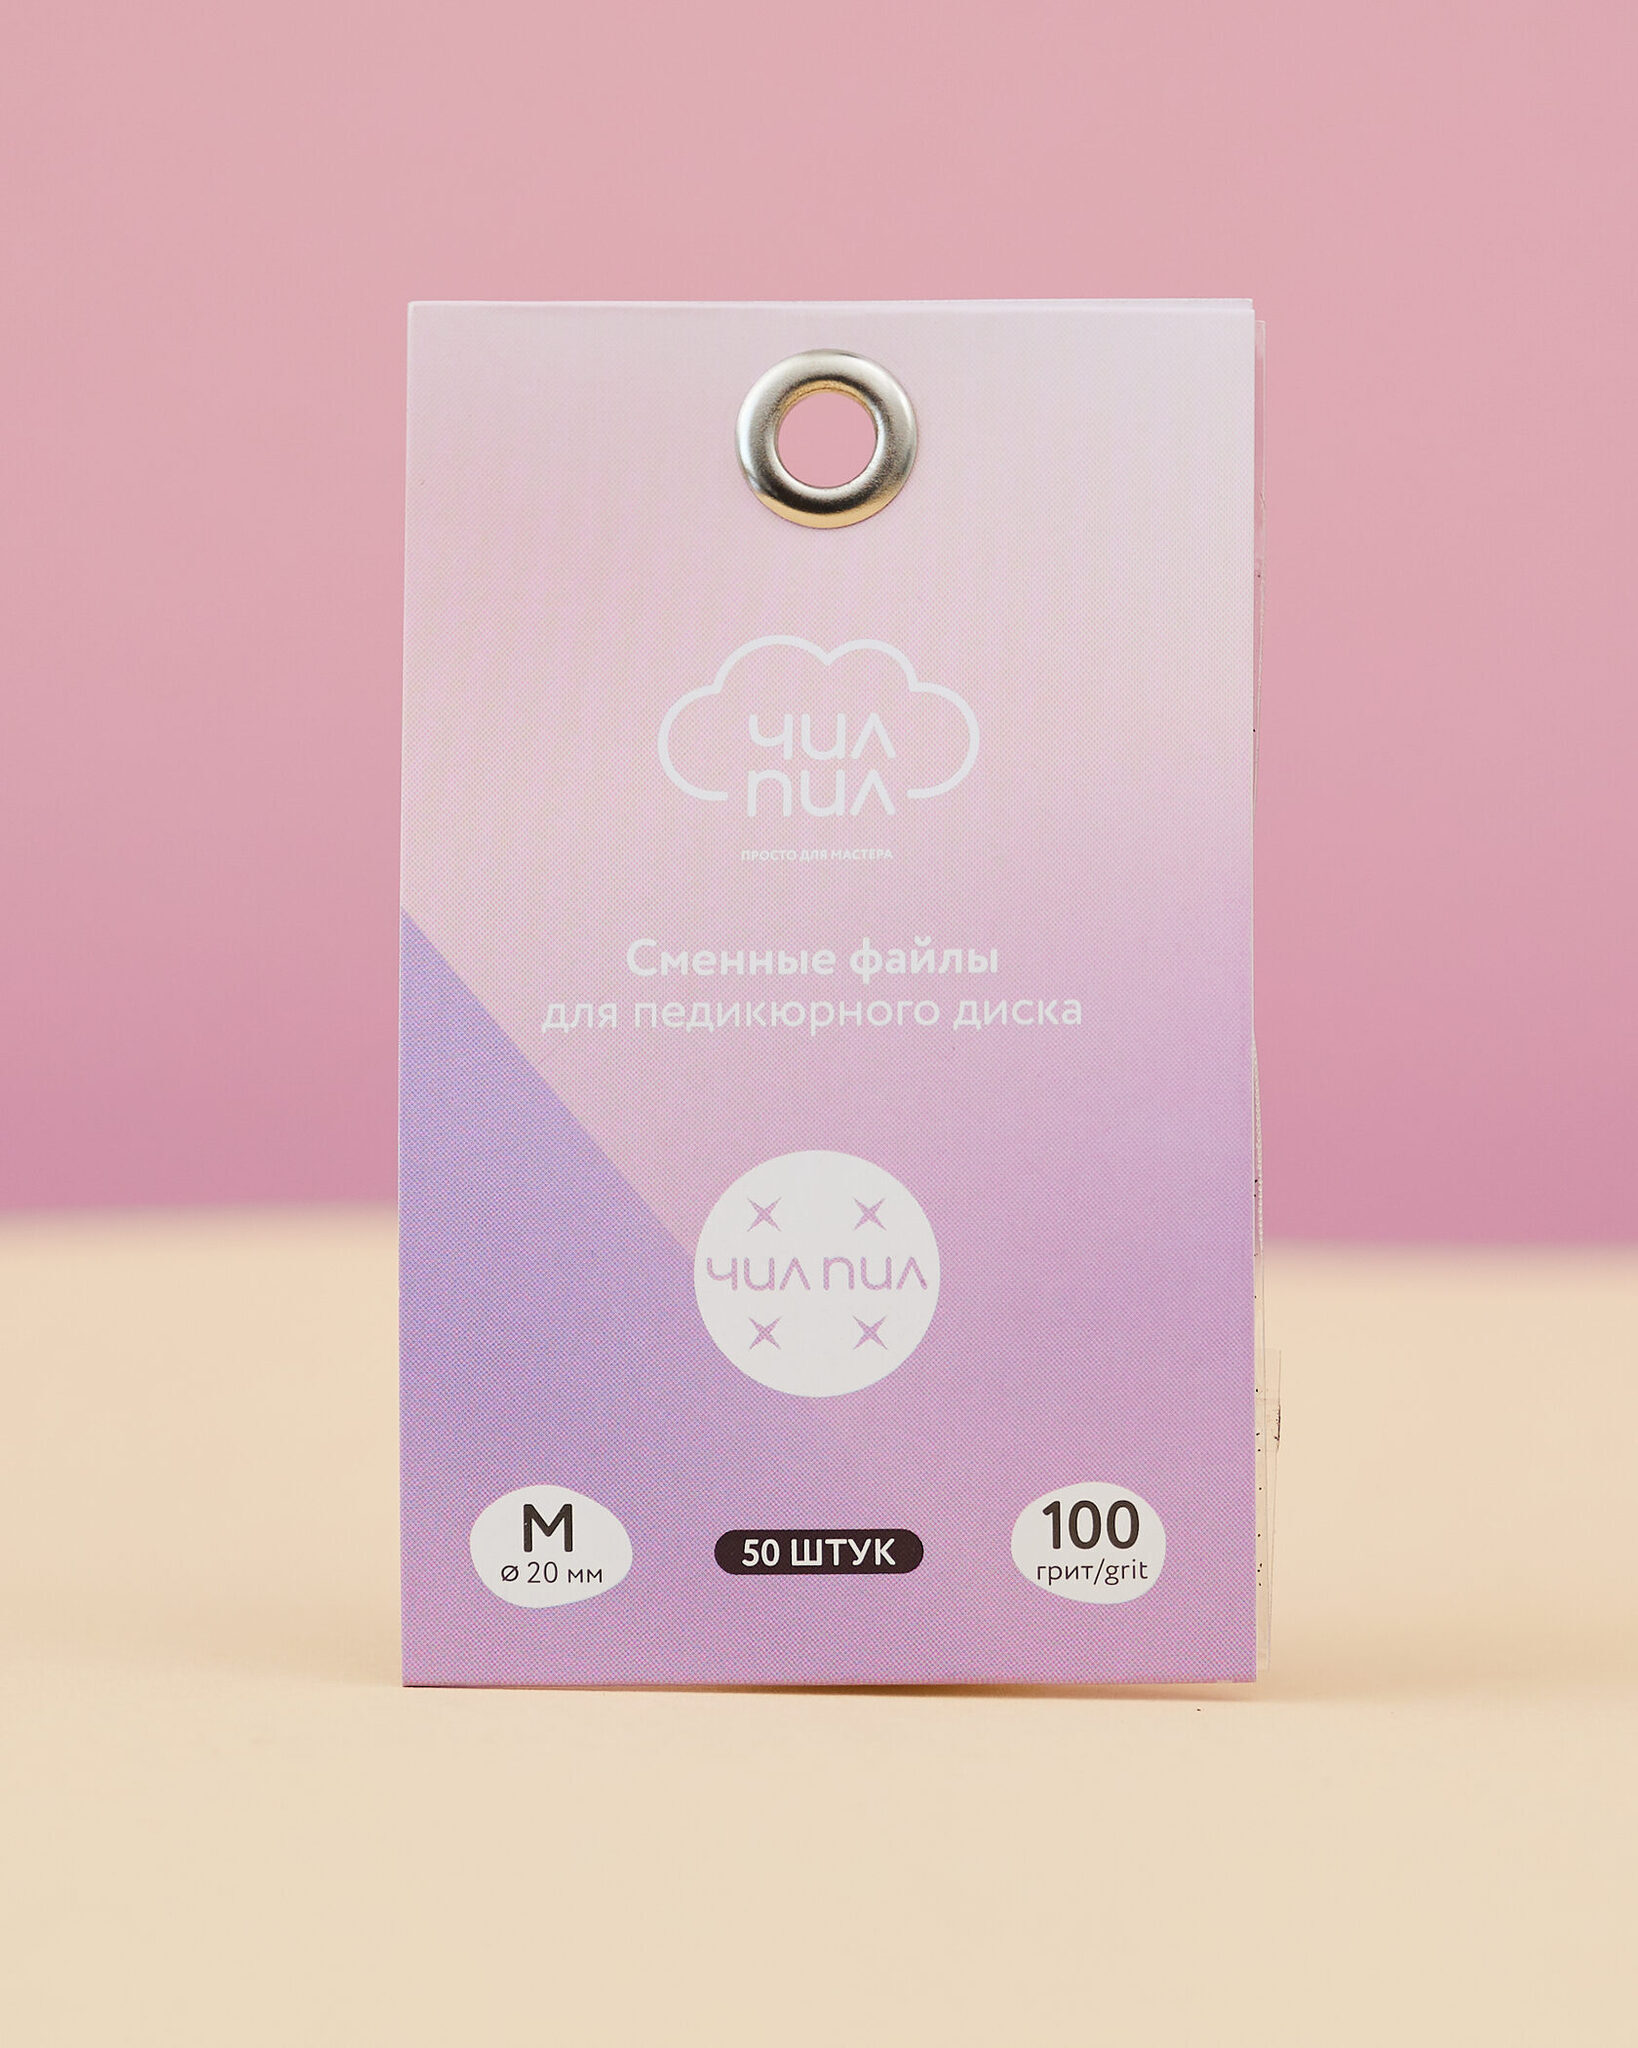 чил
пил
ПРОСТО ДЛЯ МАСТЕРА
Сменные файлы
для педикюрного диска
чил пил
M
ø 20 мм
50 ШТУК
100
грит/grit